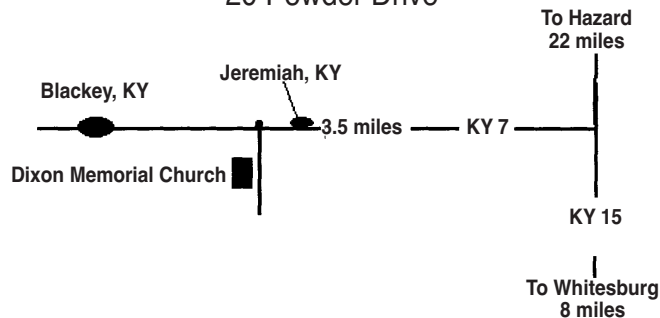 To Hazard
22 miles
Jeremiah, KY
Blackey, KY
3.5 miles
KY 7
Dixon Memorial Church
KY 15
To Whitesburg
8 miles